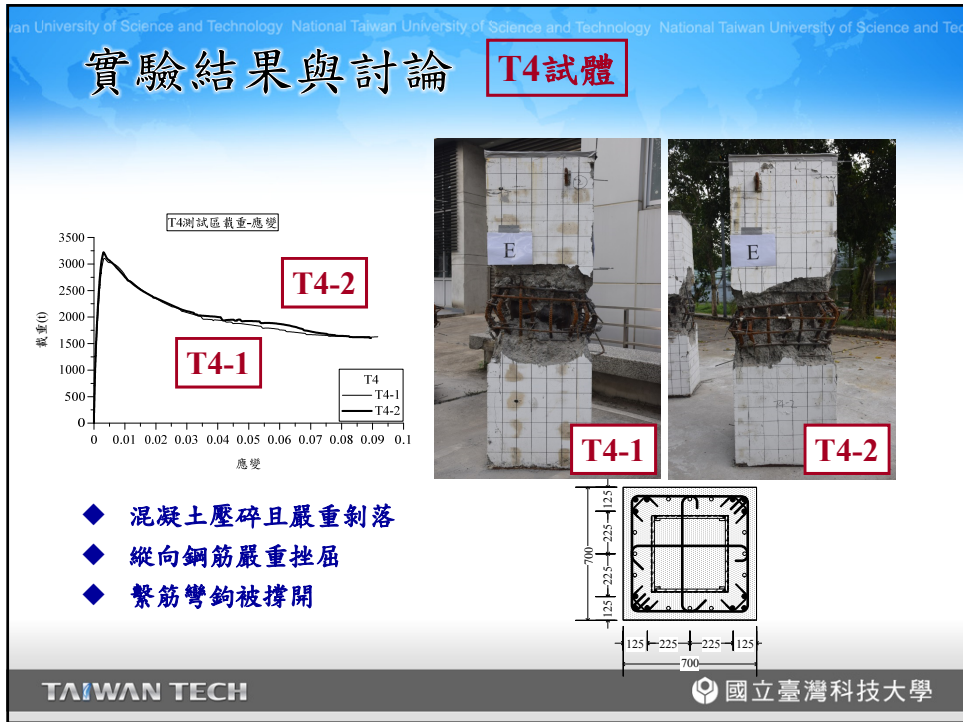 an University of Science and Technology National Taiwan University of Science and Technology National Taiwan University of Science and Tec
實驗結果與討論
T4試體
T4測試區載重-應變
3500
3000
2500
2000
1500
1000
500
0
載重(t)
0 0.01 0.02 0.03 0.04 0.05 0.06 0.07 0.08 0.09 0.1
應變
T4-2
T4-1
T4
T4-1
T4-2
E
T4-1
E
T4-2
T4-2
◆ 混凝土壓碎且嚴重剝落
◆ 縱向鋼筋嚴重挫屈
◆ 繫筋彎鉤被撐開
700
125
225
225
125
125 225 225 125
700
TAIWAN TECH
國立臺灣科技大學